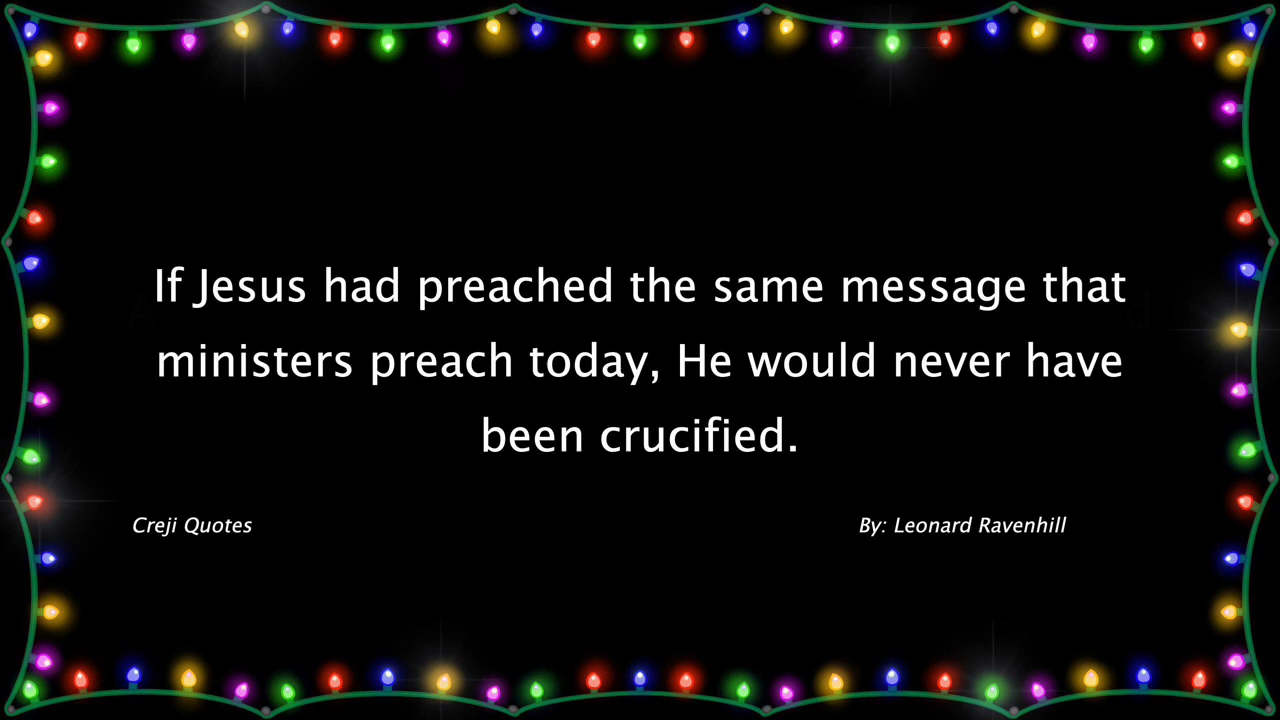 If Jesus had preached the same message that
ministers preach today, He would never have
been crucified.
Creji Quotes
By: Leonard Ravenhill